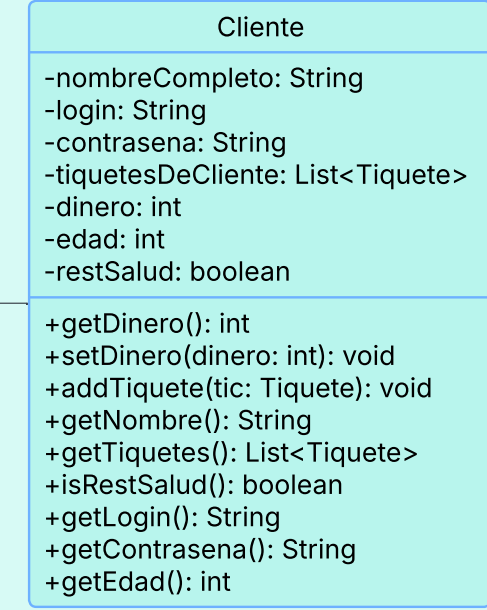 Cliente
-nombreCompleto: String
-login: String
-contrasena: String
-tiquetesDeCliente: List<Tiquete>
-dinero: int
-edad: int
-restSalud: boolean
+getDinero(): int
+setDinero(dinero: int): void
+addTiquete(tic: Tiquete): void
+getNombre(): String
+getTiquetes(): List<Tiquete>
+isRestSalud(): boolean
+getLogin(): String
+getContrasena(): String
+getEdad(): int